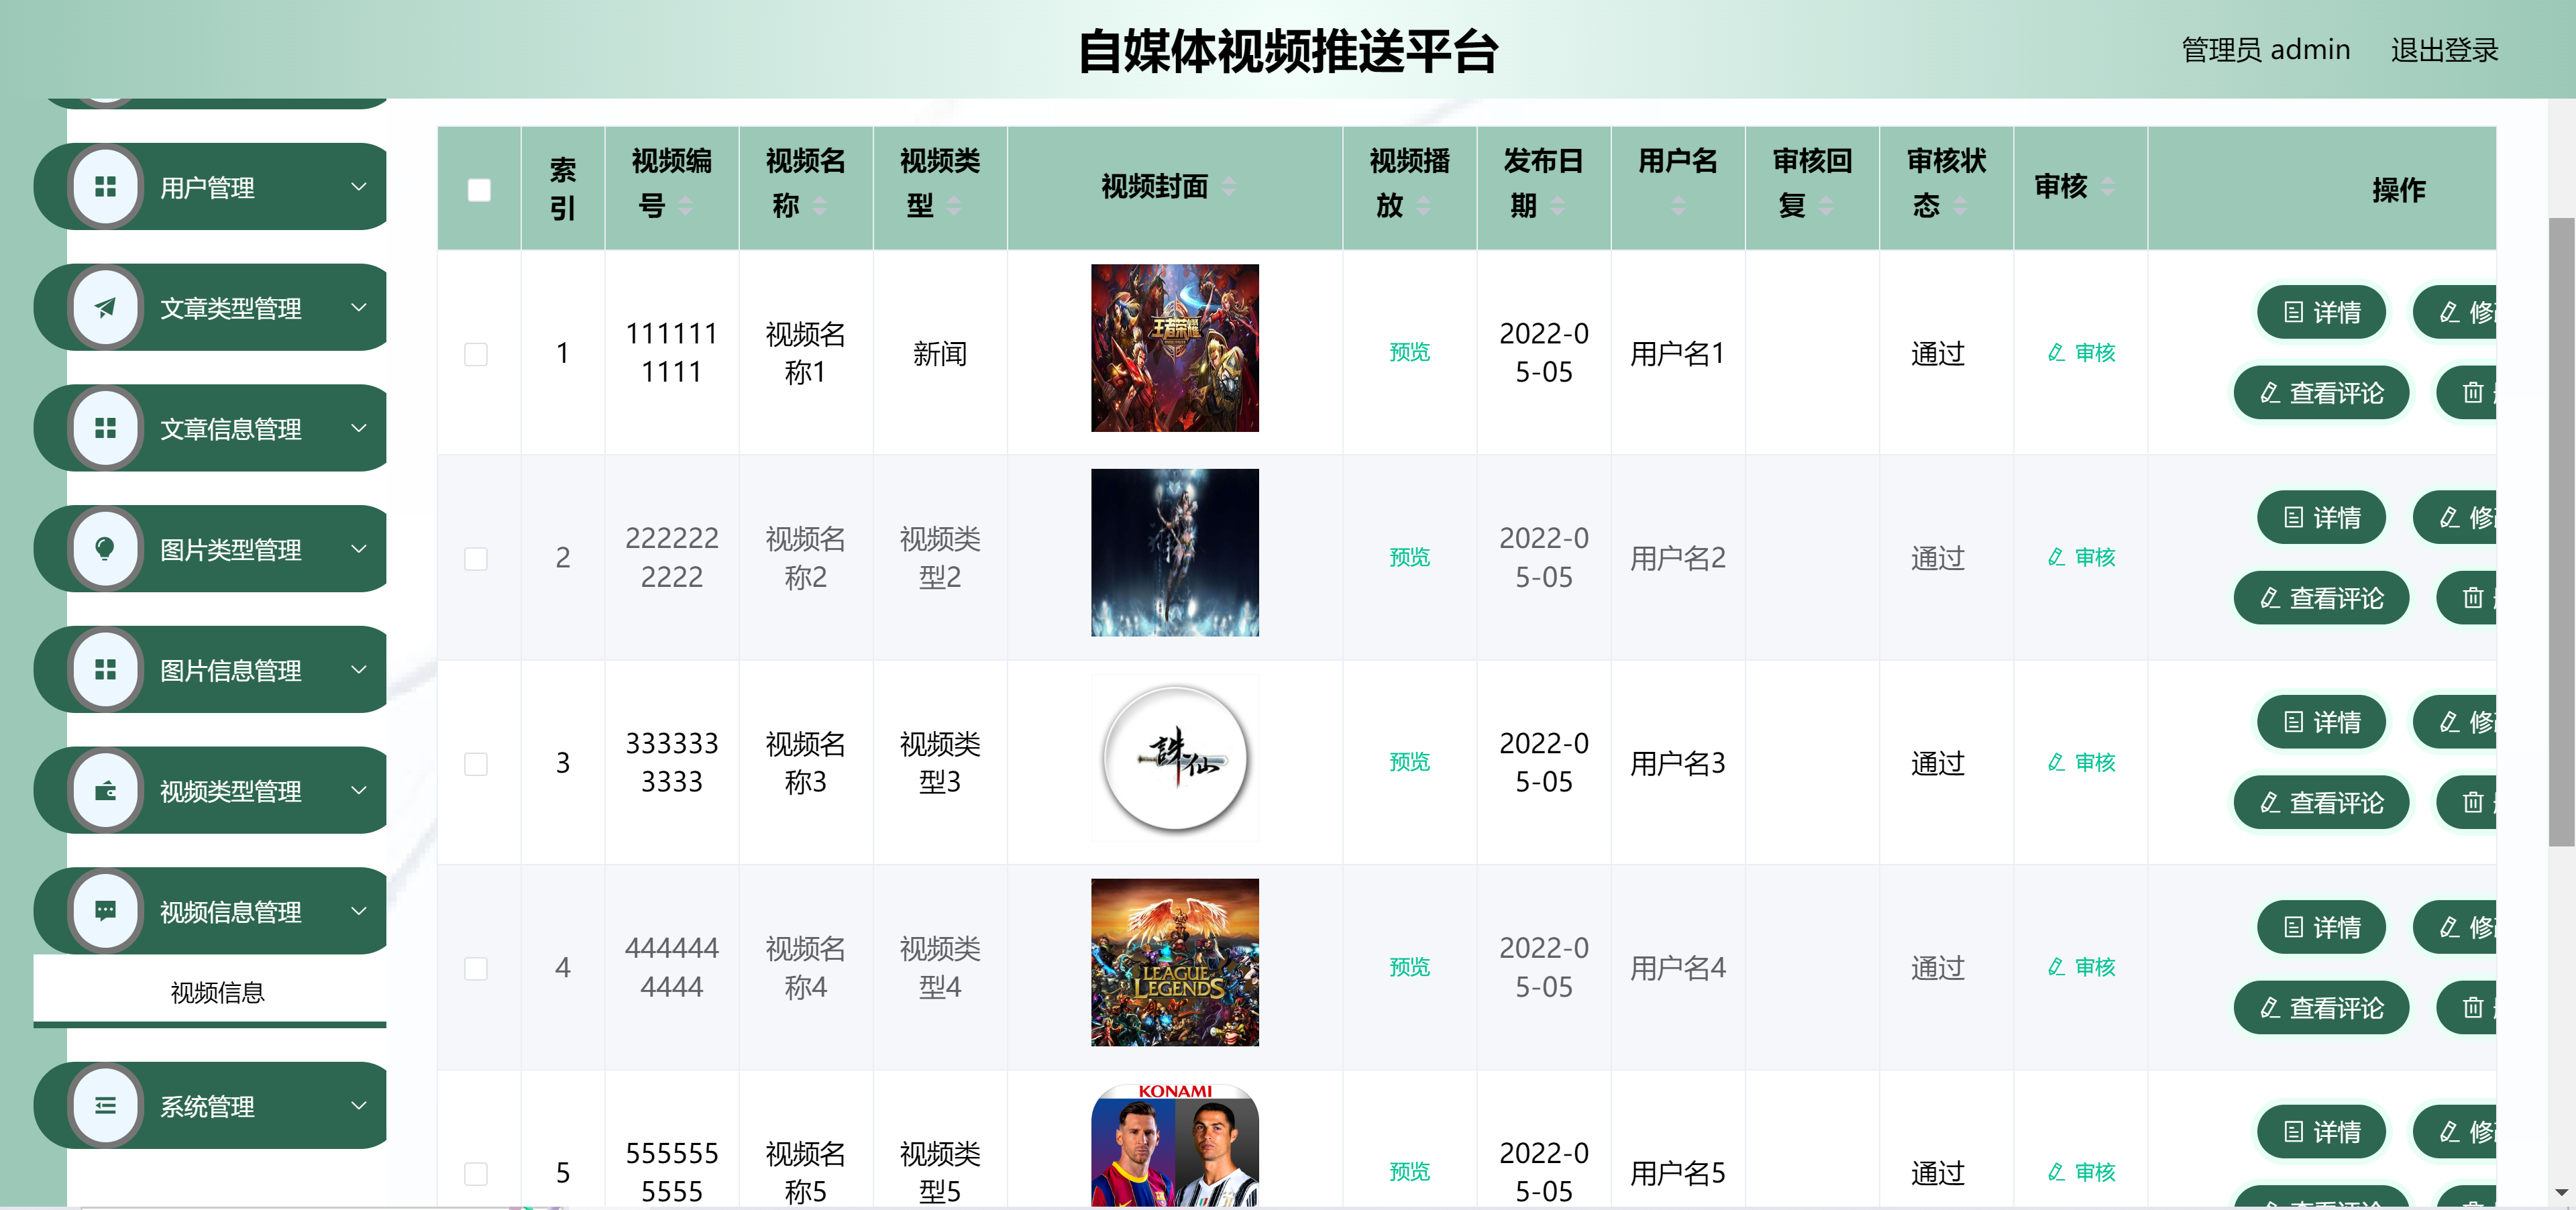 自媒体视频推送平台
管理员 admin 退出登录
用户管理
文章类型管理
文章信息管理
图片类型管理
图片信息管理
视频类型管理
视频信息管理
视频信息
系统管理
索引 视频编号 视频名称 视频类型 视频封面 视频播放 发布日期 用户名 审核回复 审核状态 审核 操作
1 1111111111 视频名称1 新闻 王者荣耀 预览 2022-05-05 用户名1 通过 审核 详情 修改 查看评论
2 2222222222 视频名称2 视频类型2 预览 2022-05-05 用户名2 通过 审核 详情 修改 查看评论
3 3333333333 视频名称3 视频类型3 誅仙 预览 2022-05-05 用户名3 通过 审核 详情 修改 查看评论
4 4444444444 视频名称4 视频类型4 LEAGUE of LEGENDS 预览 2022-05-05 用户名4 通过 审核 详情 修改 查看评论
5 5555555555 视频名称5 视频类型5 KONAMI 预览 2022-05-05 用户名5 通过 审核 详情 修改 查看评论